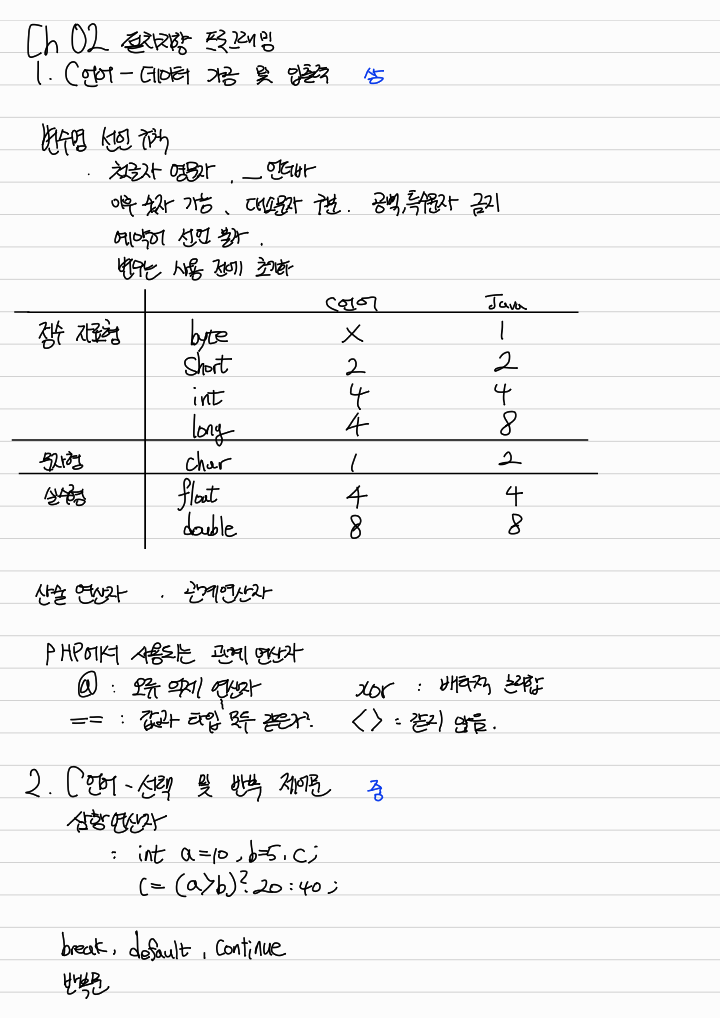 Ch 02 절차지향 프로그래밍
1. C언어 - 데이터 가공 및 입출력 상
변수명 선언 규칙
· 첫글자 영문자, _ 언더바
이후 숫자 가능, 대소문자 구분. 공백, 특수문자 금지
예약어 선언 불가.
변수는 사용 전에 초기화
C언어 Java
정수 자료형 byte X 1
short 2 2
int 4 4
long 4 8
문자형 char 1 2
실수형 float 4 4
double 8 8
산술 연산자 . 관계연산자
PHP에서 사용되는 관계 연산자
@ : 오류 억제 연산자 xor : 배타적 논리합
== : 값과 타입 모두 같은가? <> : 같지 않음.
2. C언어 - 선택 및 반복 제어문 중
삼항연산자
: int a=10, b=5, c;
c= (a>b)? 20 : 40 ;
break, default, continue
반복문